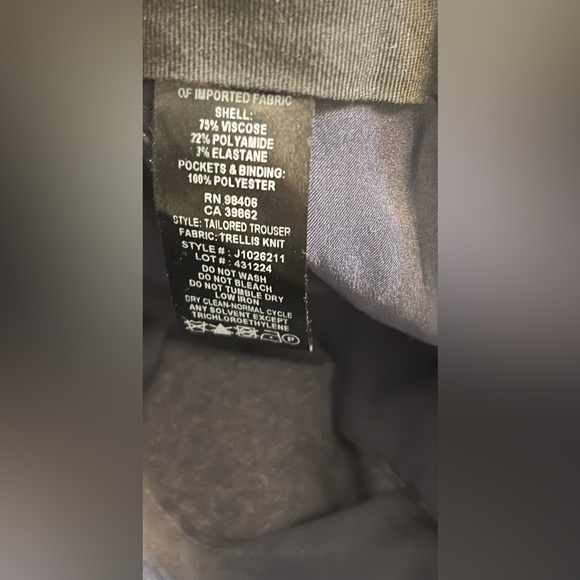 OF IMPORTED FABRIC
SHELL:
75% VISCOSE
22% POLYAMIDE
3% ELASTANE
POCKETS & BINDING:
100% POLYESTER
RN 98406
CA 39862
STYLE: TAILORED TROUSER
FABRIC: TRELLIS KNIT
STYLE # : J1026211
LOT # : 431224
DO NOT WASH
DO NOT BLEACH
DO NOT TUMBLE DRY
LOW IRON
DRY CLEAN-NORMAL CYCLE
ANY SOLVENT EXCEPT
TRICHLOROETHYLENE
P